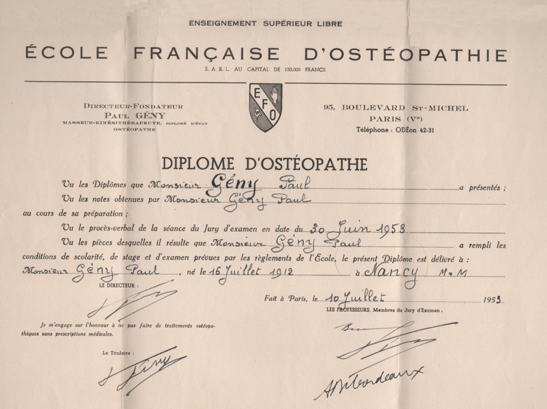 ENSEIGNEMENT SUPÉRIEUR LIBRE
ÉCOLE FRANÇAISE D'OSTÉOPATHIE
S. A. R. L. AU CAPITAL DE 100.000 FRANCS
DIRECTEUR-FONDATEUR
PAUL GÉNY
MASSEUR-KINÉSITHÉRAPEUTE, DIPLOMÉ D'ÉTAT
OSTÉOPATHE
EFO
95, BOULEVARD ST-MICHEL
PARIS (Ve)
Téléphone : ODÉon 42-31
DIPLOME D'OSTÉOPATHE
Vu les Diplômes que Monsieur Gény Paul a présentés ;
Vu les notes obtenues par Monsieur Gény Paul
au cours de sa préparation ;
Vu le procès-verbal de la séance du Jury d'examen en date du 30 Juin 1953
Vu les pièces desquelles il résulte que Monsieur Gény Paul a rempli les
conditions de scolarité, de stage et d'examen prévues par les règlements de l'École, le présent Diplôme est délivré à :
Monsieur Gény Paul, né le 16 Juillet 1912 à Nancy M & M
LE DIRECTEUR :
Fait à Paris, le 10 Juillet 1953
LES PROFESSEURS, Membres du Jury d'Examen :
Je m'engage sur l'honneur à ne pas faire de traitements ostéopa-
thiques sans prescriptions médicales.
Le Titulaire :
Gény